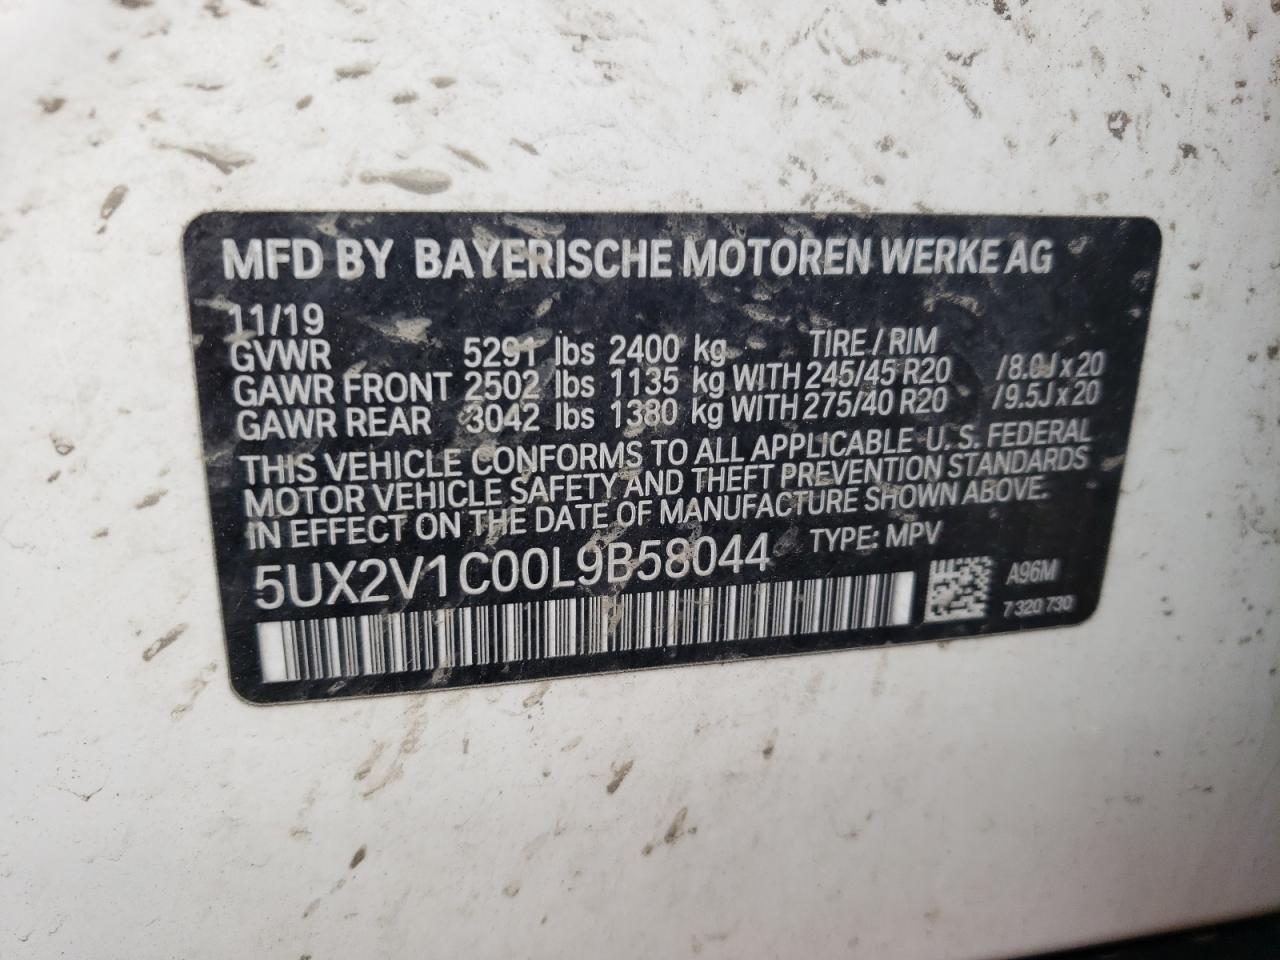 MFD BY BAYERISCHE MOTOREN WERKE AG
11/19
GVWR 5291 lbs 2400 kg TIRE / RIM
GAWR FRONT 2502 lbs 1135 kg WITH 245/45 R20 /8.0J x 20
GAWR REAR 3042 lbs 1380 kg WITH 275/40 R20 /9.5J x 20
THIS VEHICLE CONFORMS TO ALL APPLICABLE U. S. FEDERAL
MOTOR VEHICLE SAFETY AND THEFT PREVENTION STANDARDS
IN EFFECT ON THE DATE OF MANUFACTURE SHOWN ABOVE.
5UX2V1C00L9B58044 TYPE: MPV
A96M
7 320 730